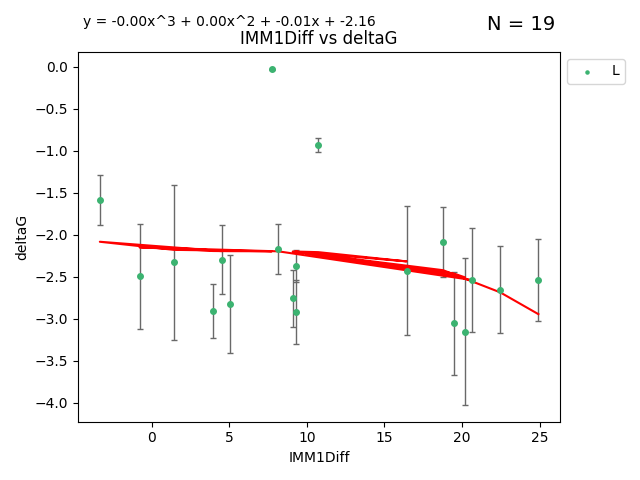 y = -0.00x^3 + 0.00x^2 + -0.01x + -2.16
N = 19
IMM1Diff vs deltaG
L
0.0
−0.5
−1.0
−1.5
−2.0
−2.5
−3.0
−3.5
−4.0
deltaG
0 5 10 15 20 25
IMM1Diff